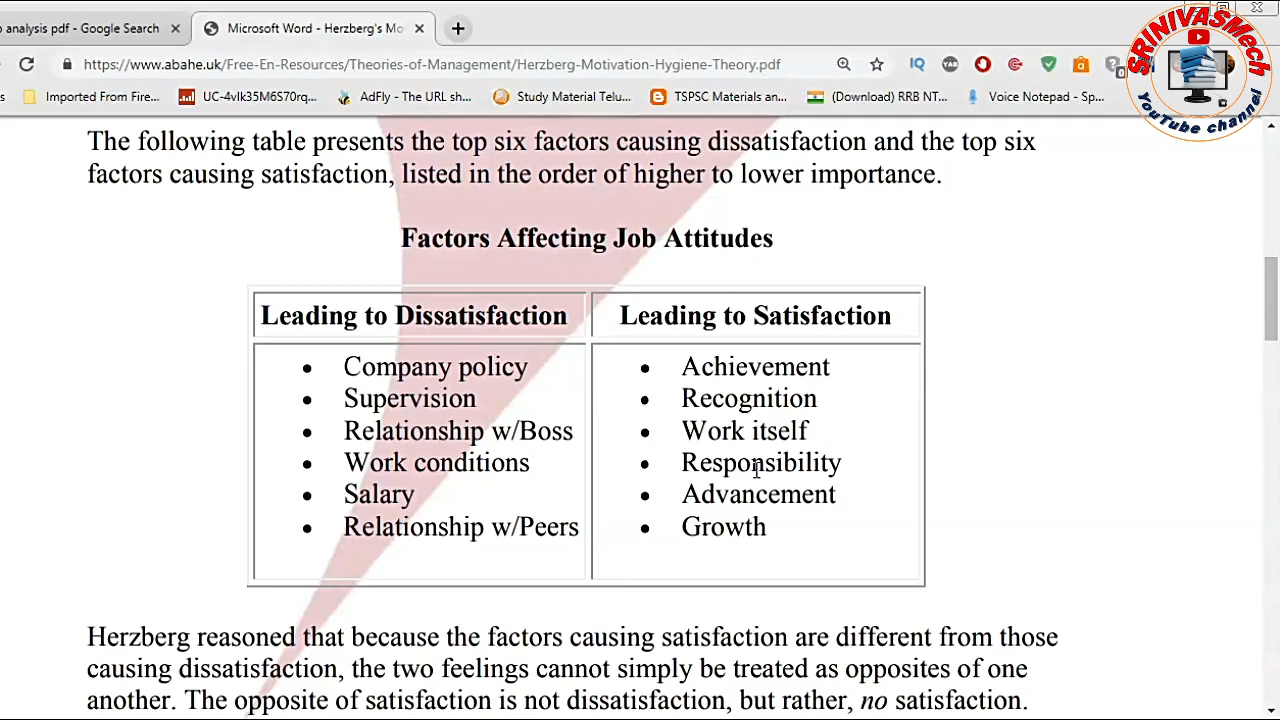 analysis pdf - Google Search
Microsoft Word - Herzberg's Mo
https://www.abahe.uk/Free-En-Resources/Theories-of-Management/Herzberg-Motivation-Hygiene-Theory.pdf
Imported From Fire...
UC-4vlk35M6S70rq...
AdFly - The URL sh...
Study Material Telu...
TSPSC Materials an...
(Download) RRB NT...
Voice Notepad - Sp...
SRINIVASMech
YouTube channel
The following table presents the top six factors causing dissatisfaction and the top six
factors causing satisfaction, listed in the order of higher to lower importance.
Factors Affecting Job Attitudes
Leading to Dissatisfaction
Leading to Satisfaction
• Company policy
• Supervision
• Relationship w/Boss
• Work conditions
• Salary
• Relationship w/Peers
• Achievement
• Recognition
• Work itself
• Responsibility
• Advancement
• Growth
Herzberg reasoned that because the factors causing satisfaction are different from those
causing dissatisfaction, the two feelings cannot simply be treated as opposites of one
another. The opposite of satisfaction is not dissatisfaction, but rather, no satisfaction.